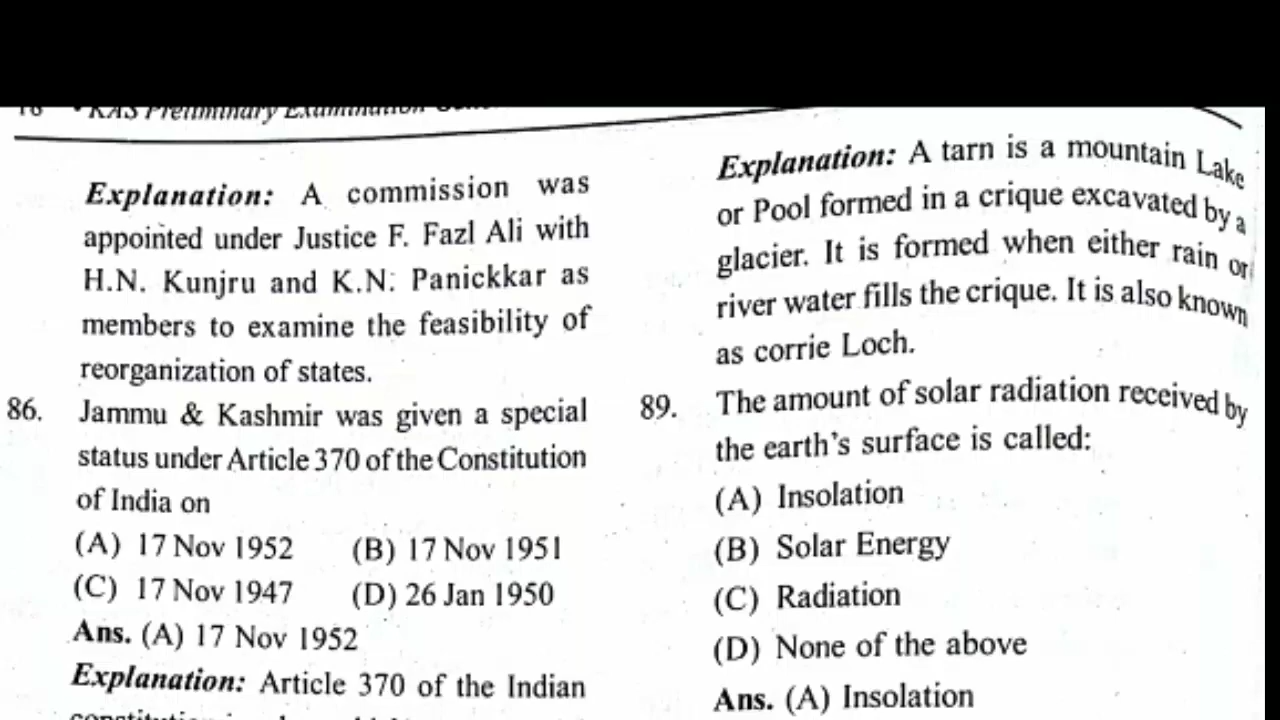 18 • KAS Preliminary Examination
Explanation: A commission was
appointed under Justice F. Fazl Ali with
H.N. Kunjru and K.N. Panickkar as
members to examine the feasibility of
reorganization of states.
86. Jammu & Kashmir was given a special
status under Article 370 of the Constitution
of India on
(A) 17 Nov 1952 (B) 17 Nov 1951
(C) 17 Nov 1947 (D) 26 Jan 1950
Ans. (A) 17 Nov 1952
Explanation: Article 370 of the Indian
Explanation: A tarn is a mountain Lake
or Pool formed in a crique excavated by a
glacier. It is formed when either rain or
river water fills the crique. It is also known
as corrie Loch.
89. The amount of solar radiation received by
the earth's surface is called:
(A) Insolation
(B) Solar Energy
(C) Radiation
(D) None of the above
Ans. (A) Insolation